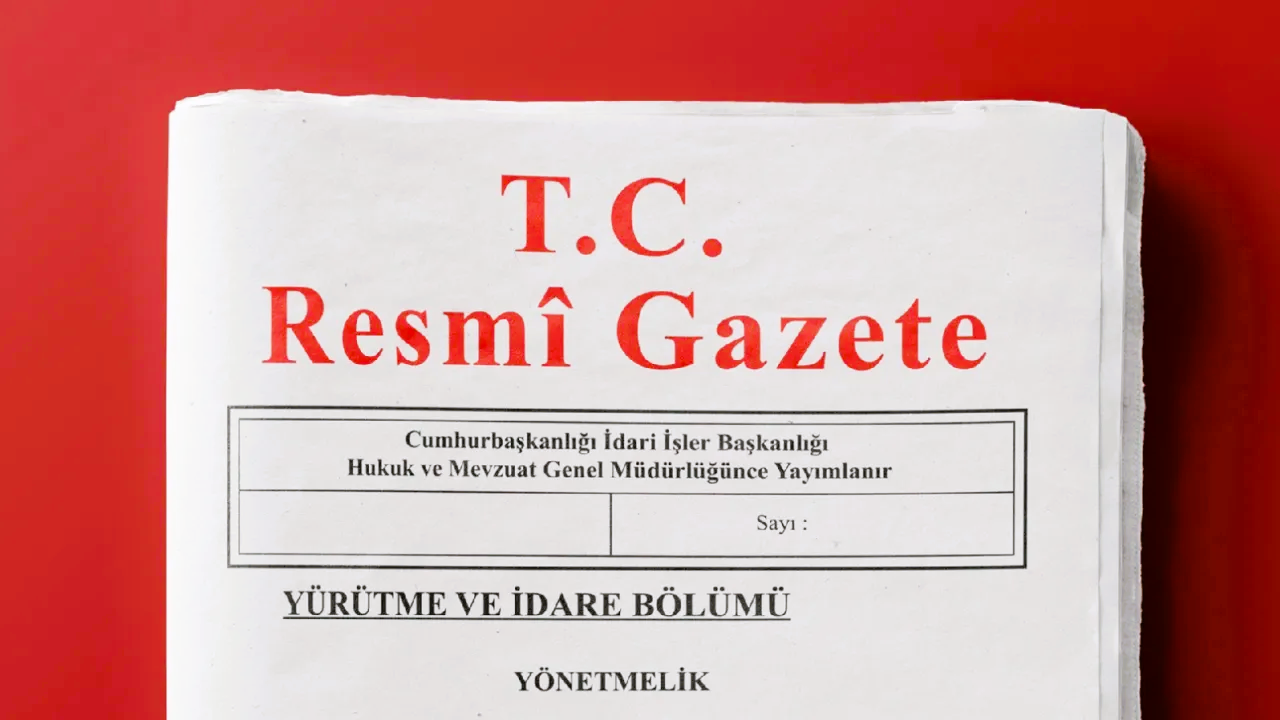 T.C.
Resmî Gazete
Cumhurbaşkanlığı İdari İşler Başkanlığı
Hukuk ve Mevzuat Genel Müdürlüğünce Yayımlanır
Sayı :
YÜRÜTME VE İDARE BÖLÜMÜ
YÖNETMELİK